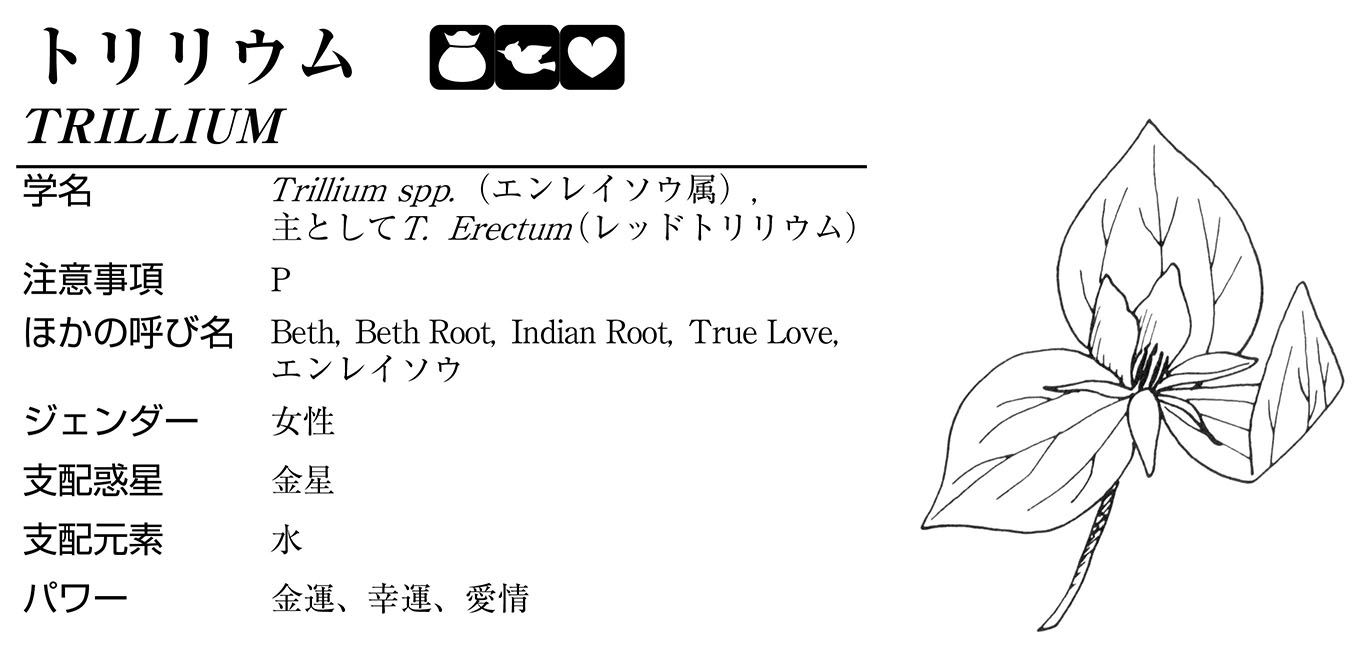 トリリウム
TRILLIUM
学名 Trillium spp.（エンレイソウ属）,
主としてT. Erectum（レッドトリリウム）
注意事項 P
ほかの呼び名 Beth, Beth Root, Indian Root, True Love,
エンレイソウ
ジェンダー 女性
支配惑星 金星
支配元素 水
パワー 金運、幸運、愛情